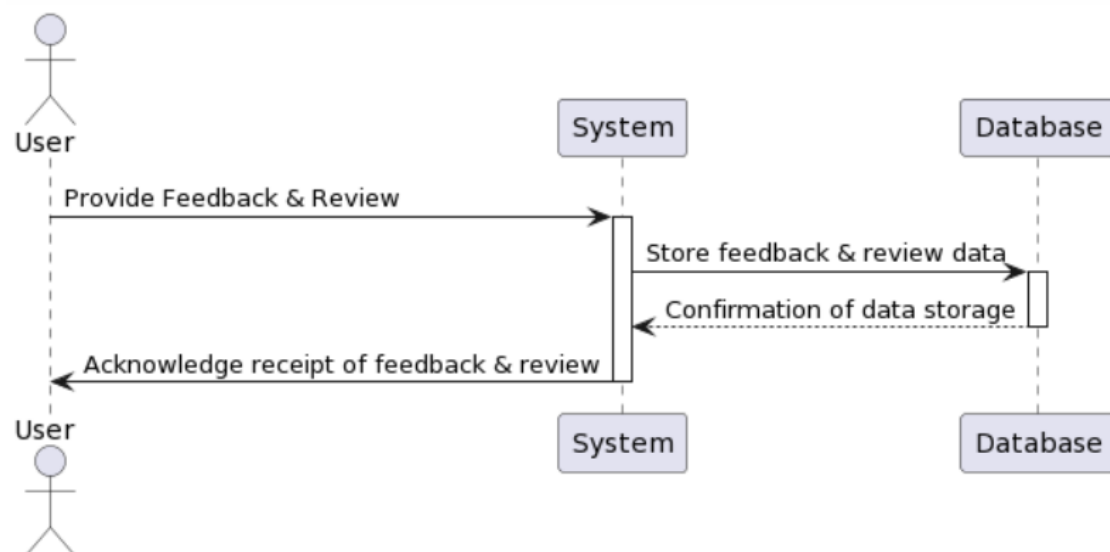 User
System
Database
Provide Feedback & Review
Store feedback & review data
Confirmation of data storage
Acknowledge receipt of feedback & review
User
System
Database